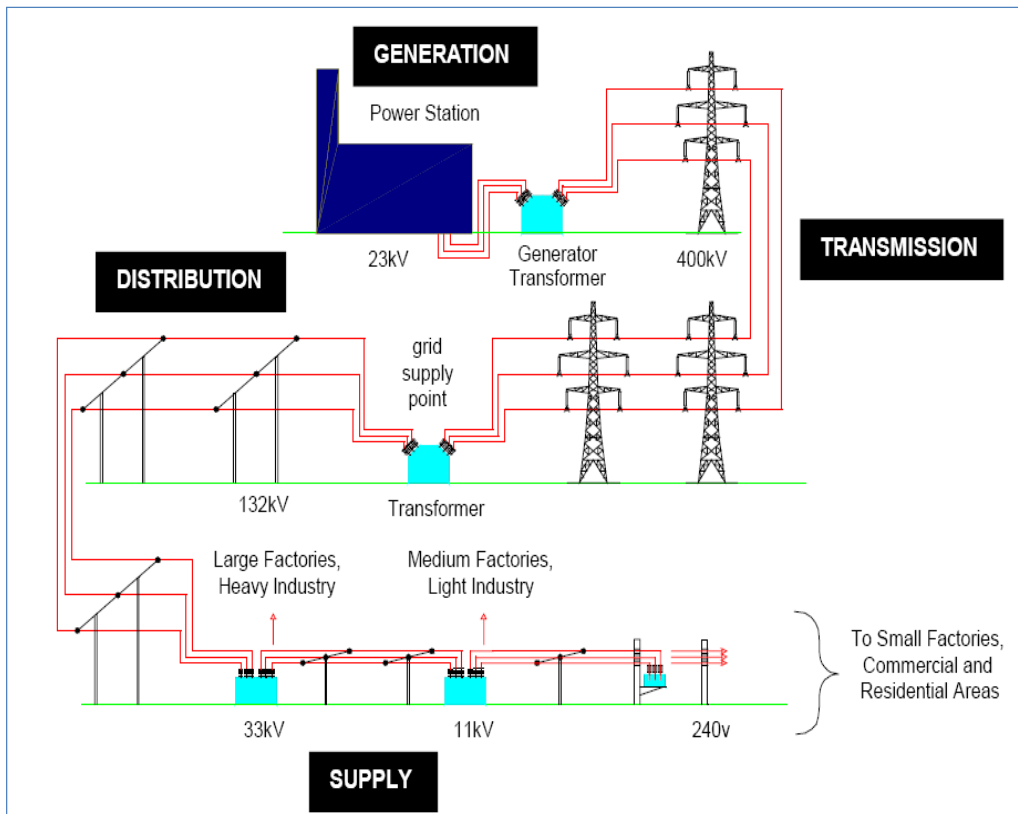 GENERATION
Power Station
23kV
Generator
Transformer
400kV
TRANSMISSION
DISTRIBUTION
grid
supply
point
132kV
Transformer
Large Factories,
Heavy Industry
Medium Factories,
Light Industry
To Small Factories,
Commercial and
Residential Areas
33kV
11kV
240v
SUPPLY